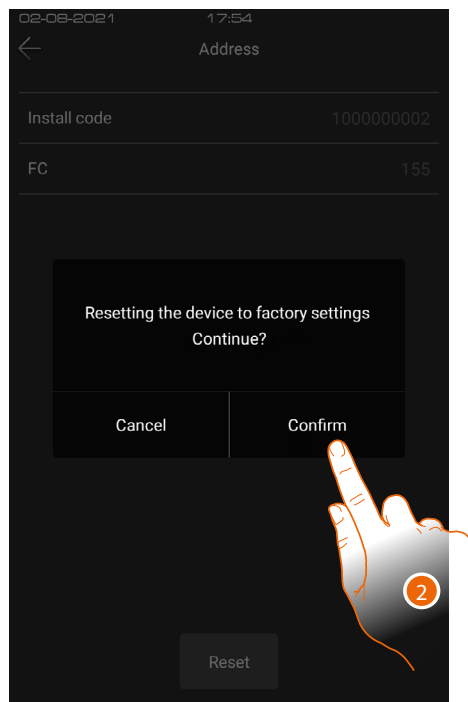 02-08-2021 17:54
Address
Install code 1000000002
FC 155
Resetting the device to factory settings
Continue?
Cancel Confirm
2
Reset